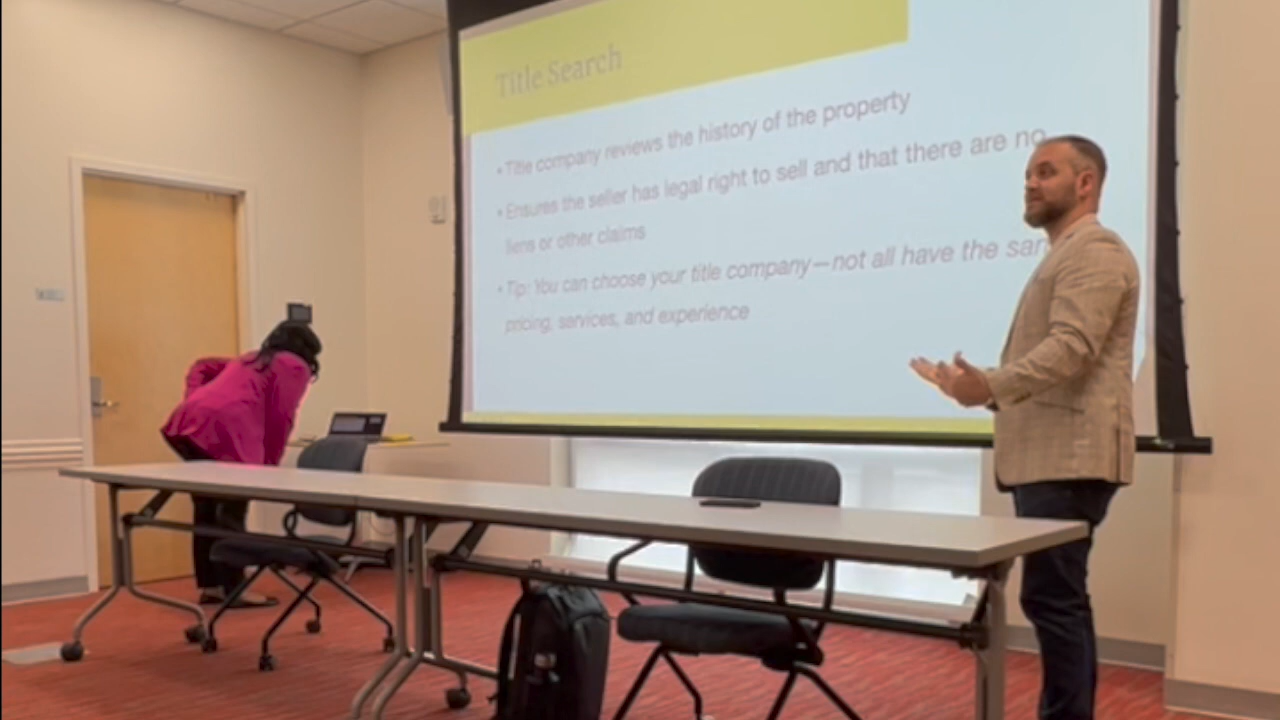 Title Search
• Title company reviews the history of the property
• Ensures the seller has legal right to sell and that there are no
liens or other claims
• Tip: You can choose your title company—not all have the
pricing, services, and experience